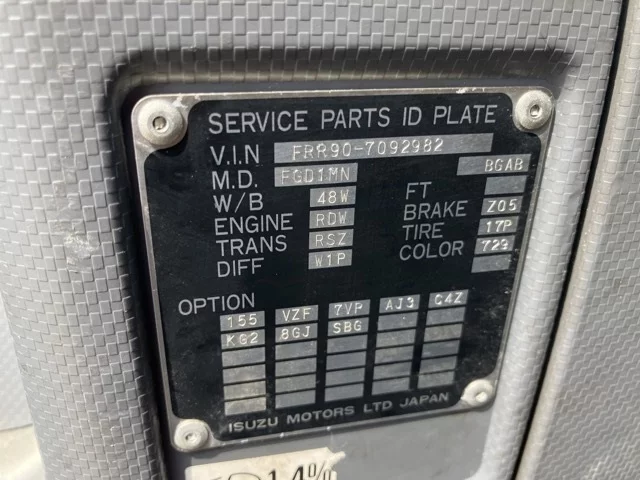 SERVICE PARTS ID PLATE
V.I.N FRR90-7092982
M.D. FGD1MN BGAB
W/B 48W FT
ENGINE RDW BRAKE Z05
TRANS RSZ TIRE 17P
DIFF W1P COLOR 729
OPTION
155 VZF 7VP AJ3 C4Z
KG2 8GJ SBG
ISUZU MOTORS LTD JAPAN
14%